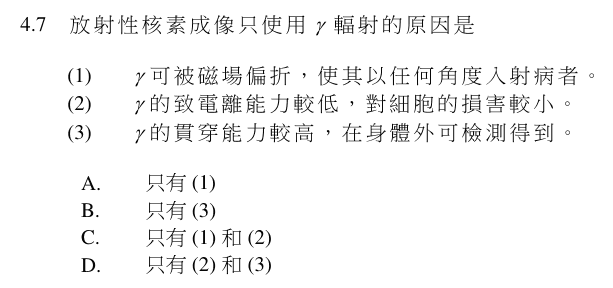 4.7 放射性核素成像只使用 γ 輻射的原因是
(1) γ可被磁場偏折，使其以任何角度入射病者。
(2) γ的致電離能力較低，對細胞的損害較小。
(3) γ的貫穿能力較高，在身體外可檢測得到。
A. 只有 (1)
B. 只有 (3)
C. 只有 (1) 和 (2)
D. 只有 (2) 和 (3)